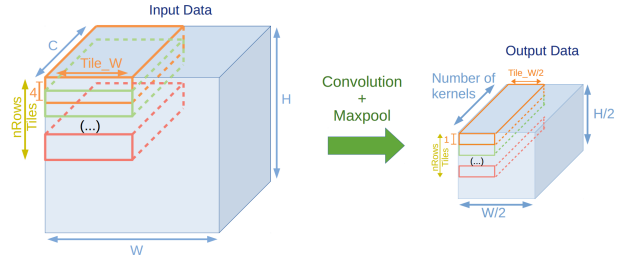 Input Data
C
Tile_W
4
nRows
Tiles
(...)
H
W
Convolution
+
Maxpool
Output Data
Number of
kernels
Tile_W/2
1
nRows
Tiles
(...)
H/2
W/2